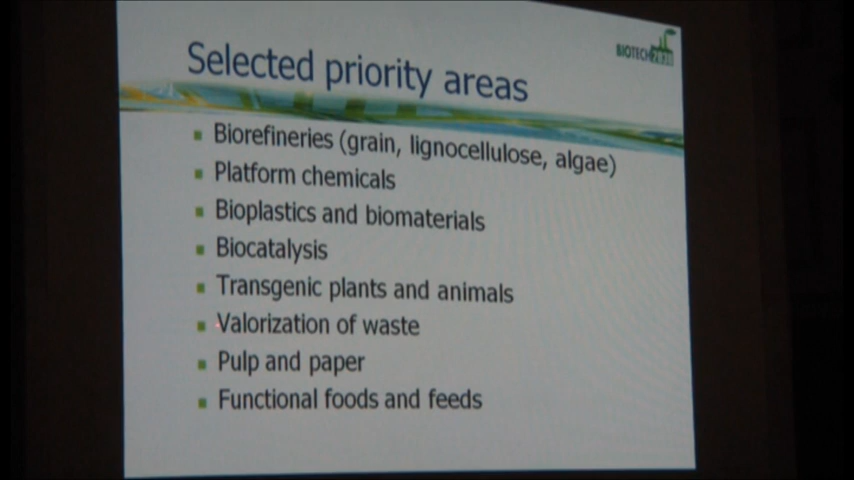 BIOTECH2030
Selected priority areas
Biorefineries (grain, lignocellulose, algae)
Platform chemicals
Bioplastics and biomaterials
Biocatalysis
Transgenic plants and animals
Valorization of waste
Pulp and paper
Functional foods and feeds